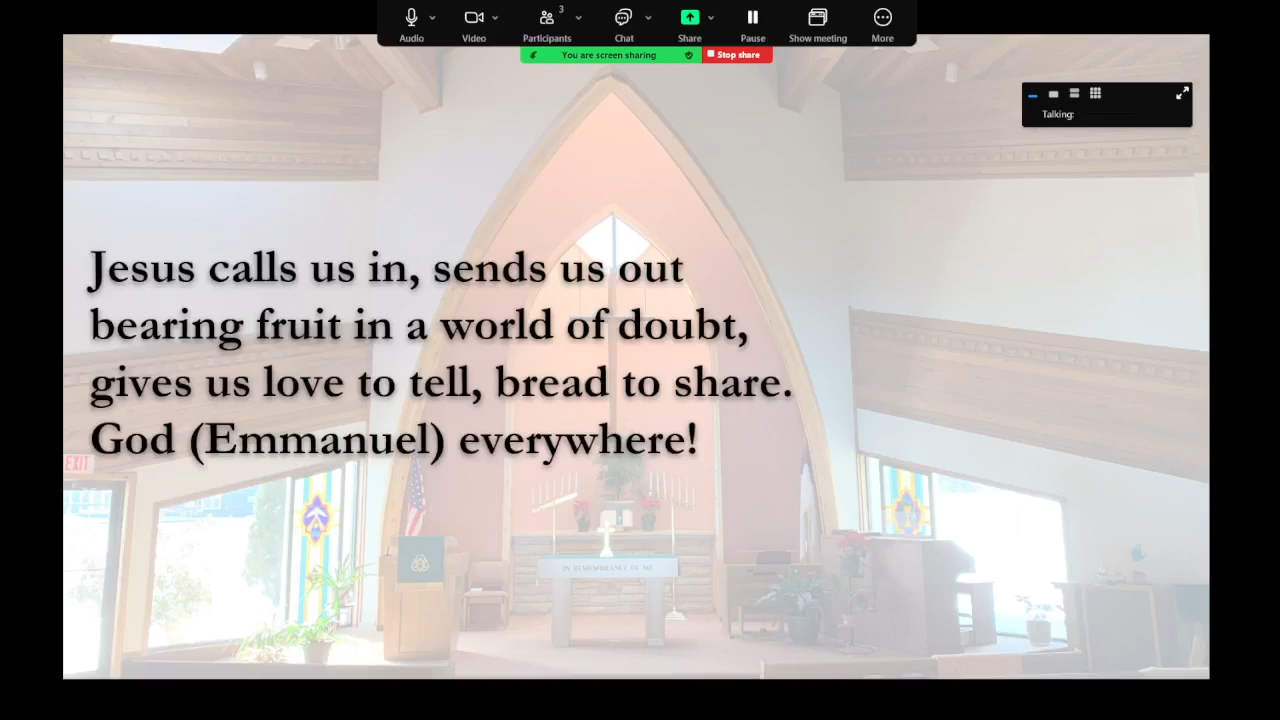 3
Audio
Video
Participants
Chat
Share
Pause
Show meeting
More
You are screen sharing
Stop share
Talking:
Jesus calls us in, sends us out
bearing fruit in a world of doubt,
gives us love to tell, bread to share.
God (Emmanuel) everywhere!
EXIT
IN REMEMBRANCE OF ME